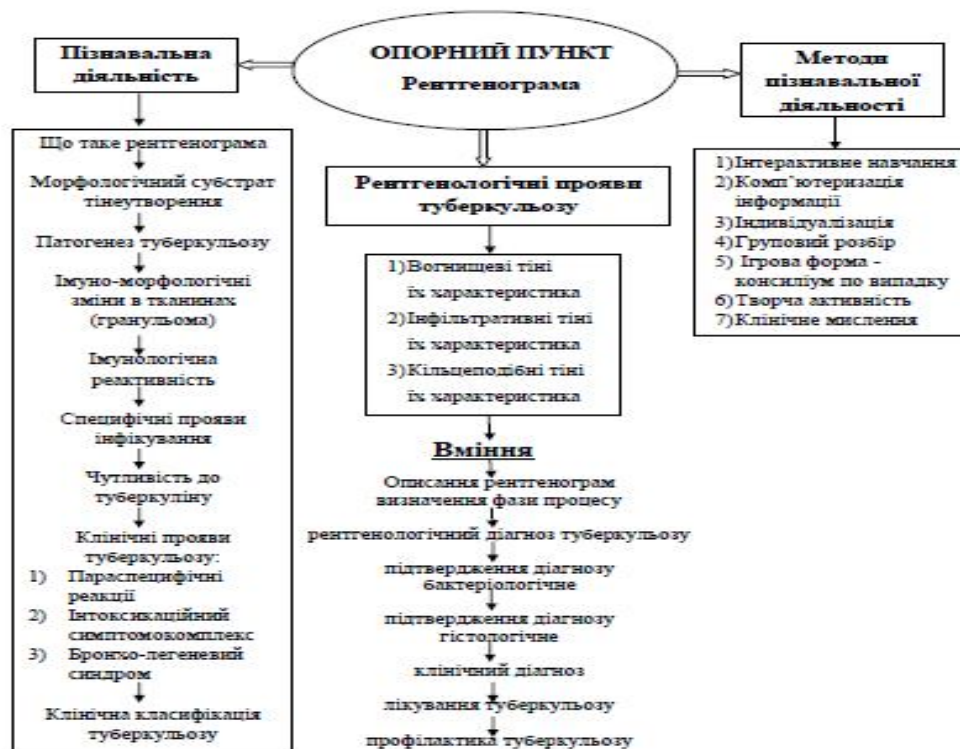 ОПОРНИЙ ПУНКТ
Рентгенограма
Пізнавальна
діяльність
Що таке рентгенограма
Морфологічний субстрат
тінеутворення
Патогенез туберкульозу
Імуно-морфологічні
зміни в тканинах
(гранульома)
Імунологічна
реактивність
Специфічні прояви
інфікування
Чутливість до
туберкуліну
Клінічні прояви
туберкульозу:
1) Параспецифічні
реакції
2) Інтоксикаційний
симптомокомплекс
3) Бронхо-легеневий
синдром
Клінічна класифікація
туберкульозу
Рентгенологічні прояви
туберкульозу
1) Вогнищеві тіні
їх характеристика
2) Інфільтративні тіні
їх характеристика
3) Кільцеподібні тіні
їх характеристика
Вміння
Описання рентгенограм
визначення фази процесу
рентгенологічний діагноз туберкульозу
підтвердження діагнозу
бактеріологічне
підтвердження діагнозу
гістологічне
клінічний діагноз
лікування туберкульозу
профілактика туберкульозу
Методи
пізнавальної
діяльності
1) Інтерактивне навчання
2) Комп`ютеризація
інформації
3) Індивідуалізація
4) Груповий розбір
5) Ігрова форма -
консиліум по випадку
6) Творча активність
7) Клінічне мислення